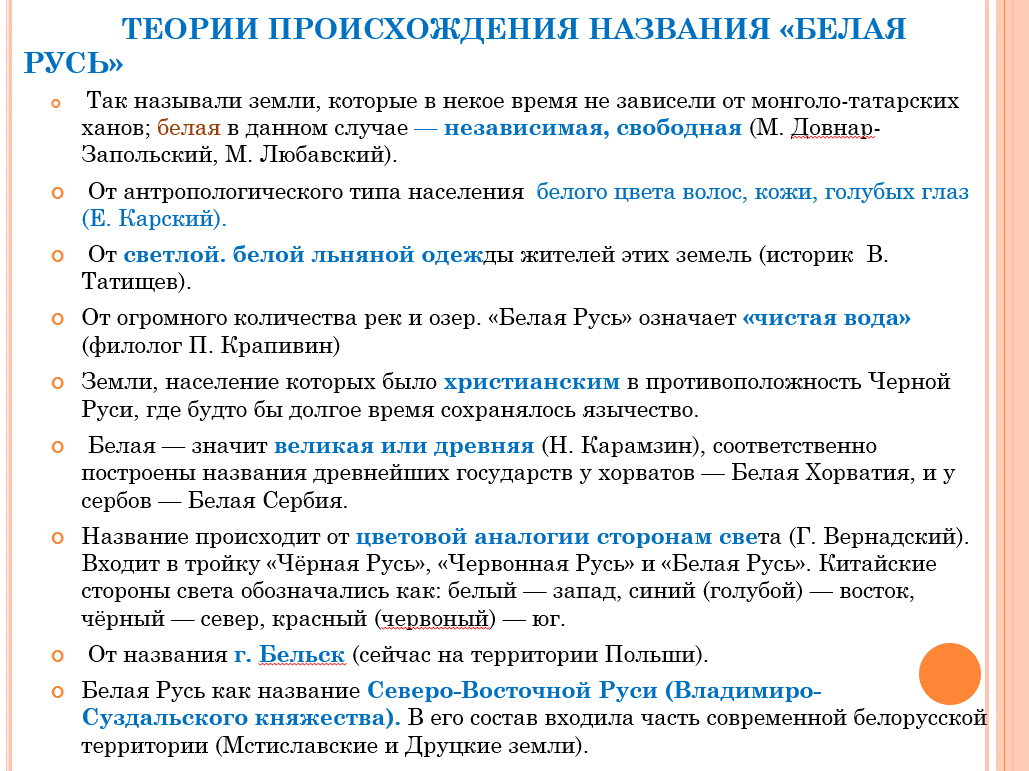 ТЕОРИИ ПРОИСХОЖДЕНИЯ НАЗВАНИЯ «БЕЛАЯ
РУСЬ»
Так называли земли, которые в некое время не зависели от монголо-татарских
ханов; белая в данном случае — независимая, свободная (М. Довнар-
Запольский, М. Любавский).
От антропологического типа населения белого цвета волос, кожи, голубых глаз
(Е. Карский).
От светлой. белой льняной одежды жителей этих земель (историк В.
Татищев).
От огромного количества рек и озер. «Белая Русь» означает «чистая вода»
(филолог П. Крапивин)
Земли, население которых было христианским в противоположность Черной
Руси, где будто бы долгое время сохранялось язычество.
Белая — значит великая или древняя (Н. Карамзин), соответственно
построены названия древнейших государств у хорватов — Белая Хорватия, и у
сербов — Белая Сербия.
Название происходит от цветовой аналогии сторонам света (Г. Вернадский).
Входит в тройку «Чёрная Русь», «Червонная Русь» и «Белая Русь». Китайские
стороны света обозначались как: белый — запад, синий (голубой) — восток,
чёрный — север, красный (червоный) — юг.
От названия г. Бельск (сейчас на территории Польши).
Белая Русь как название Северо-Восточной Руси (Владимиро-
Суздальского княжества). В его состав входила часть современной белорусской
территории (Мстиславские и Друцкие земли).